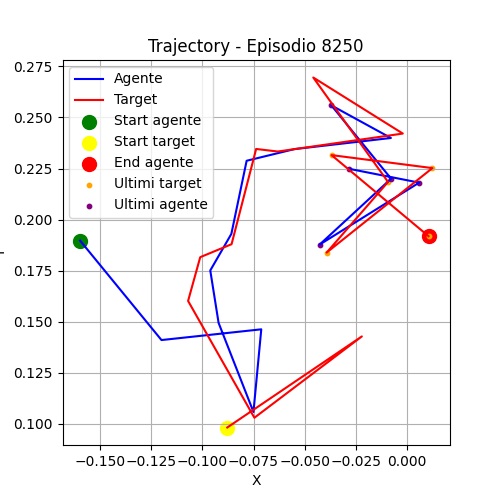 Trajectory - Episodio 8250
0.275
0.250
0.225
0.200
0.175
0.150
0.125
0.100
Agente
Target
Start agente
Start target
End agente
Ultimi target
Ultimi agente
−0.150 −0.125 −0.100 −0.075 −0.050 −0.025 0.000
X